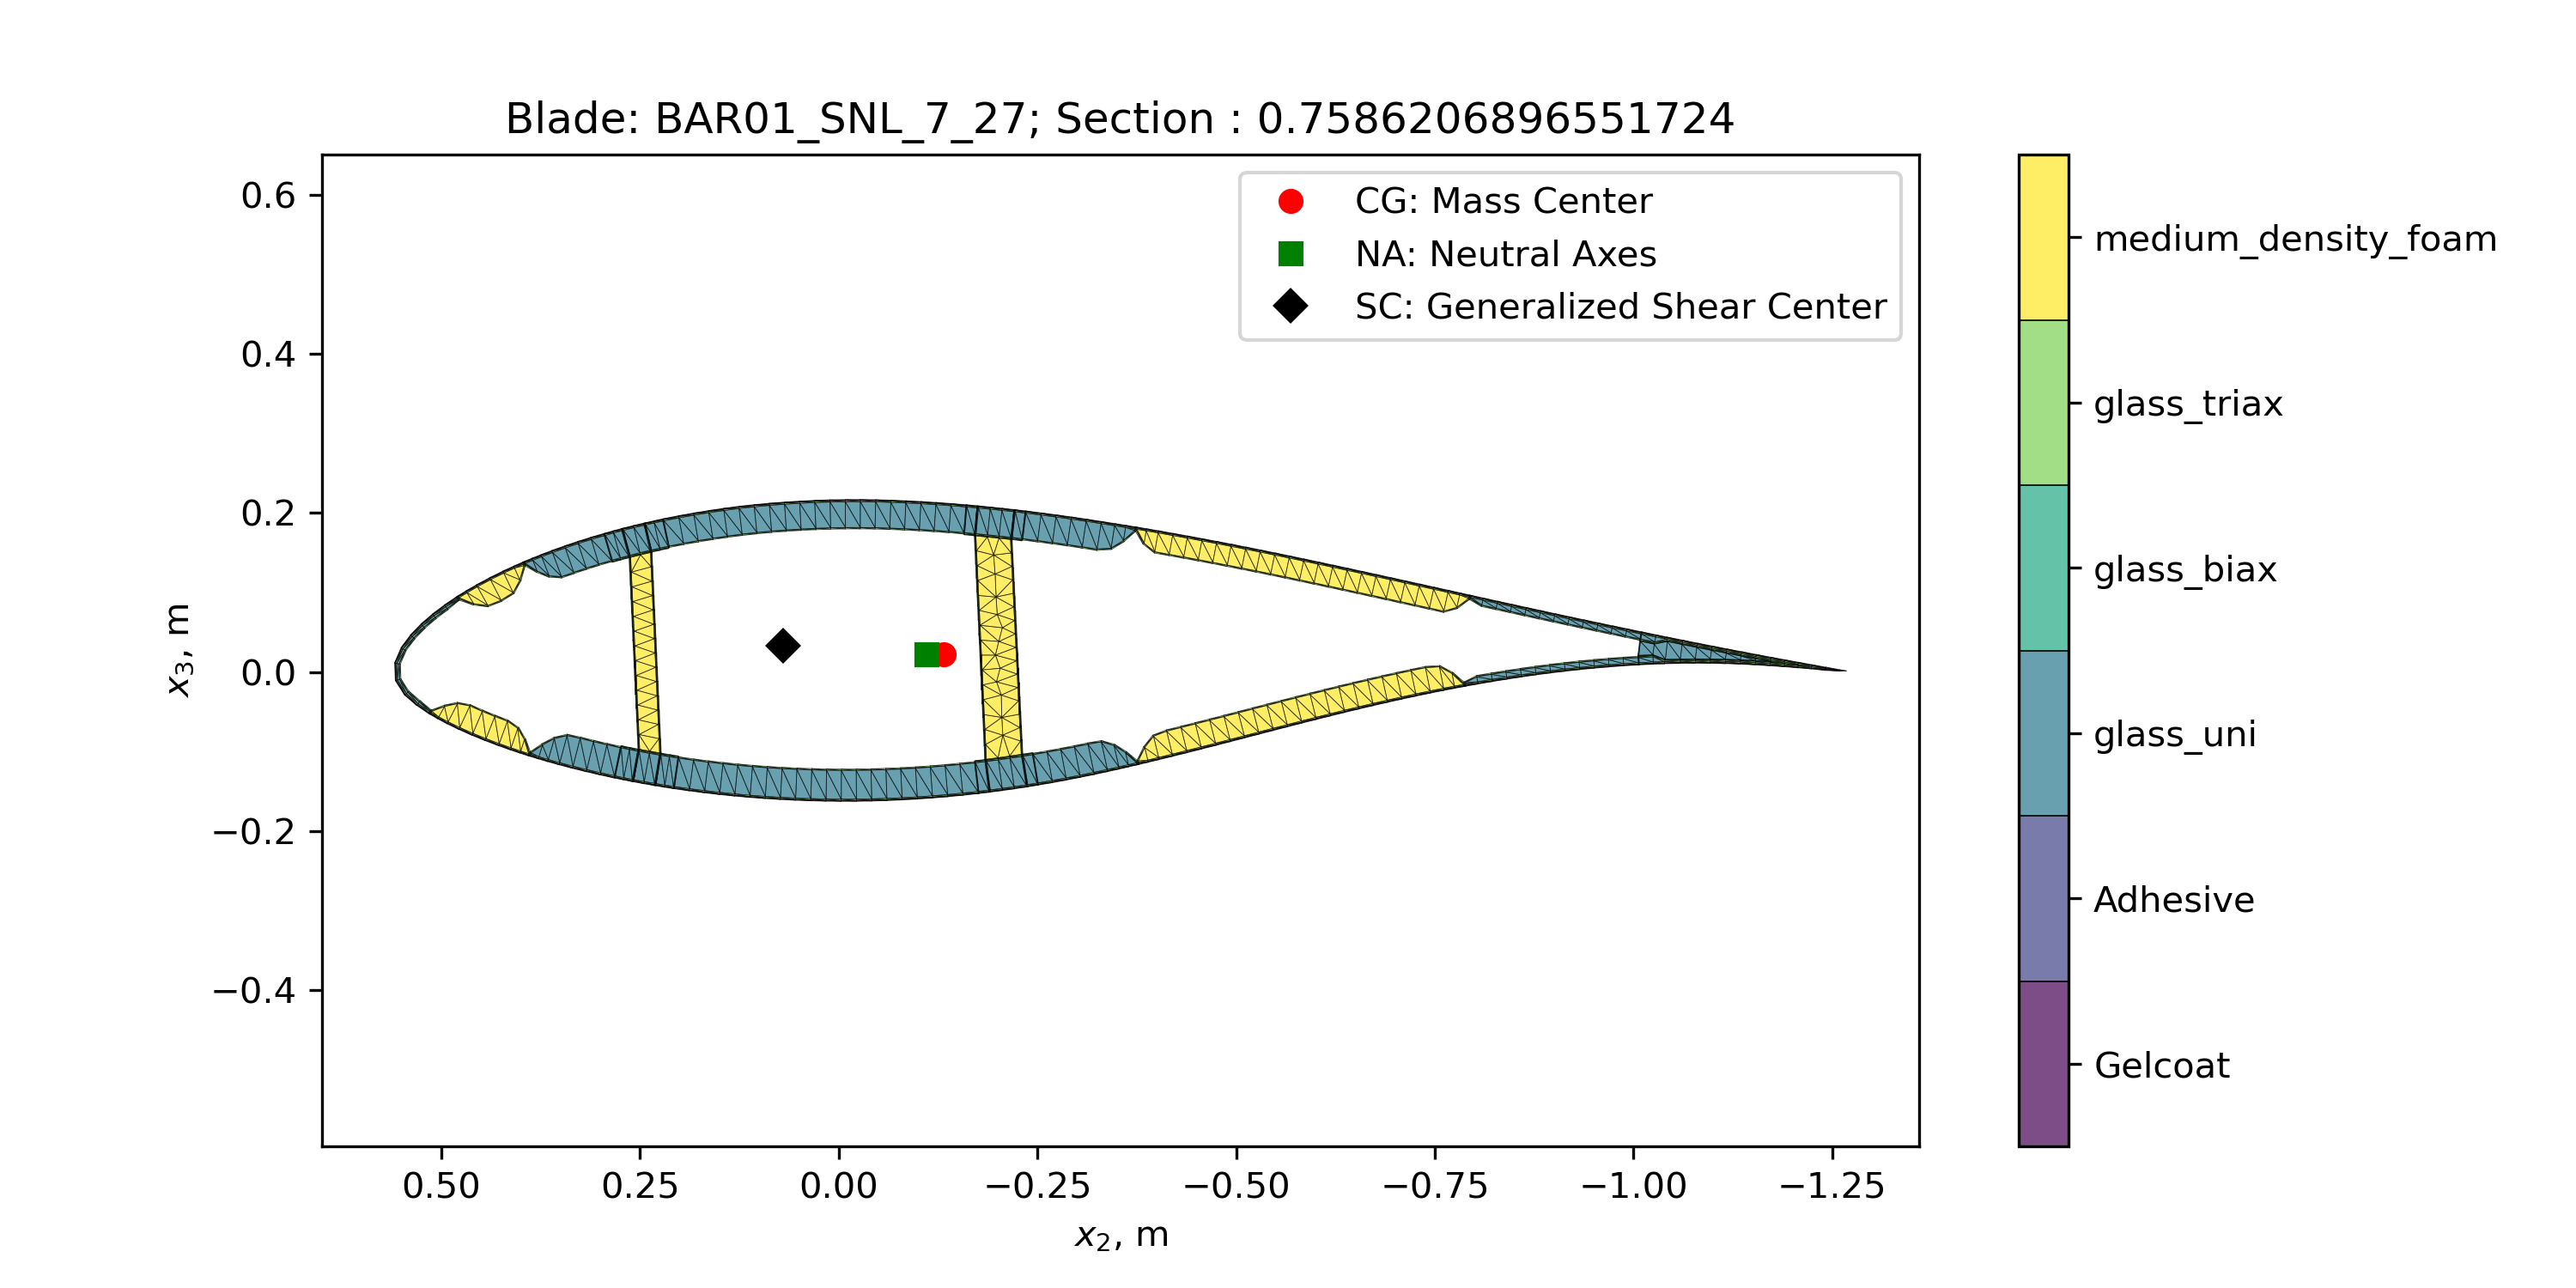 Blade: BAR01_SNL_7_27; Section : 0.7586206896551724
CG: Mass Center
NA: Neutral Axes
SC: Generalized Shear Center
0.6
0.4
0.2
0.0
−0.2
−0.4
x₃, m
0.50
0.25
0.00
−0.25
−0.50
−0.75
−1.00
−1.25
x₂, m
medium_density_foam
glass_triax
glass_biax
glass_uni
Adhesive
Gelcoat